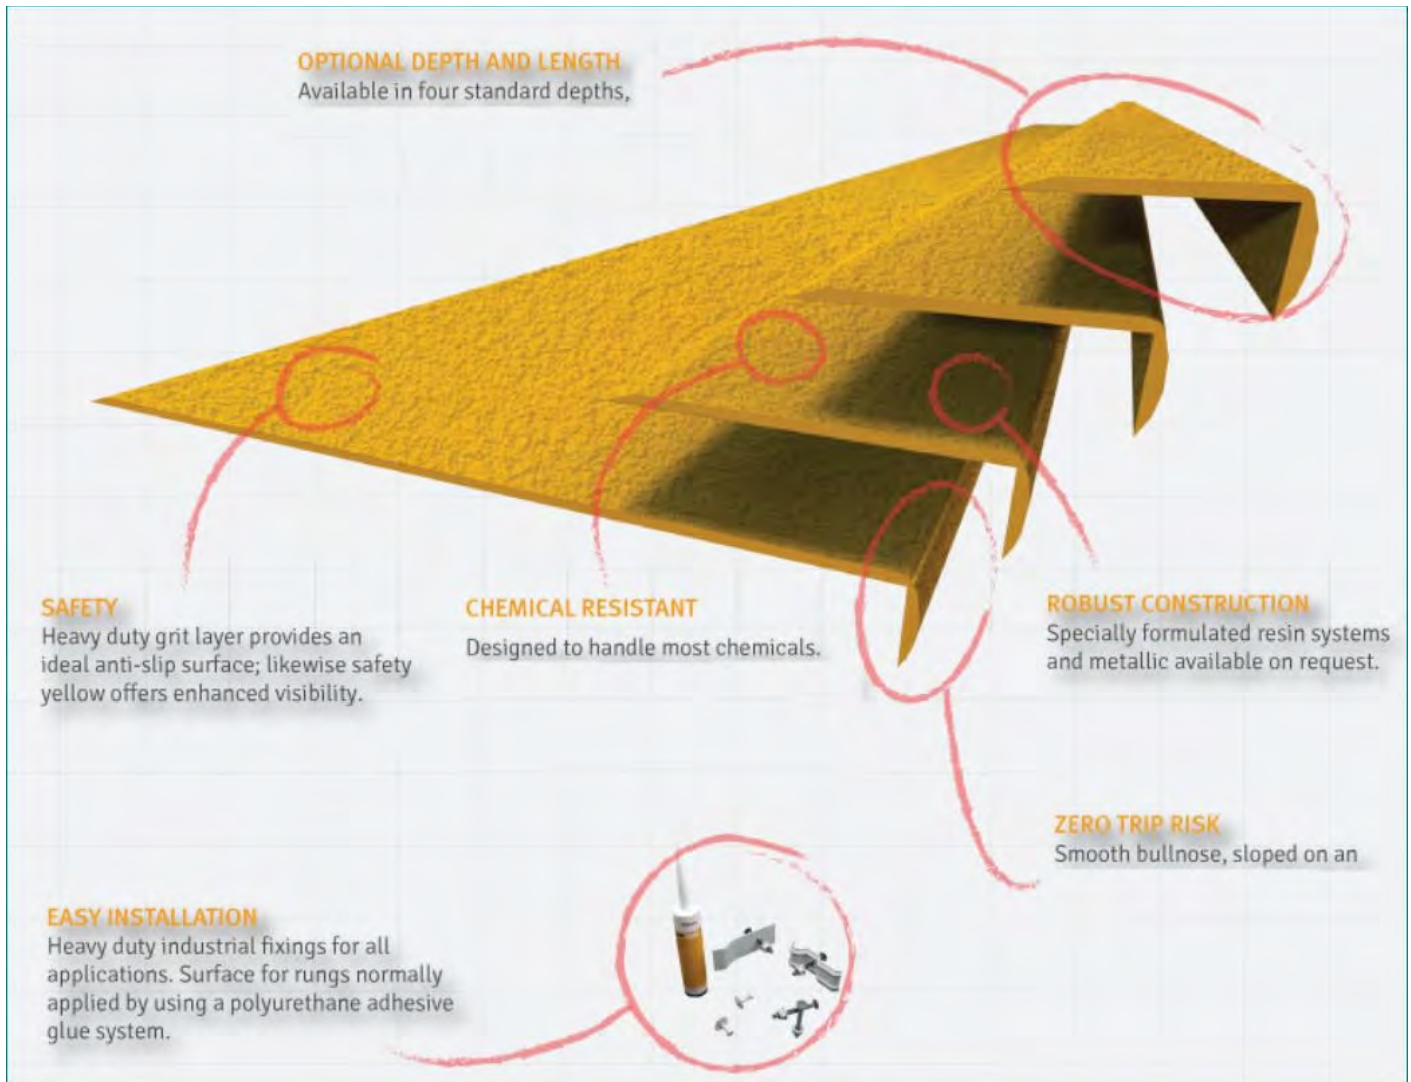 OPTIONAL DEPTH AND LENGTH
Available in four standard depths,
SAFETY
Heavy duty grit layer provides an
ideal anti-slip surface; likewise safety
yellow offers enhanced visibility.
CHEMICAL RESISTANT
Designed to handle most chemicals.
ROBUST CONSTRUCTION
Specially formulated resin systems
and metallic available on request.
ZERO TRIP RISK
Smooth bullnose, sloped on an
EASY INSTALLATION
Heavy duty industrial fixings for all
applications. Surface for rungs normally
applied by using a polyurethane adhesive
glue system.